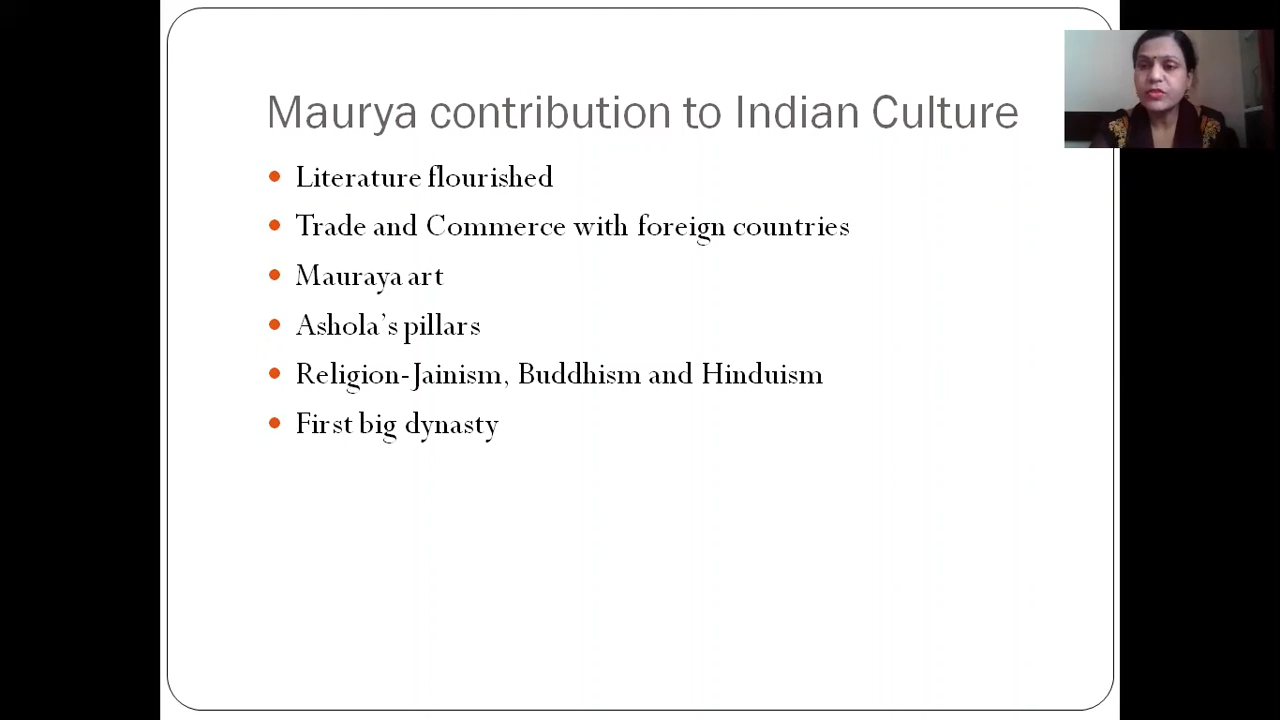 Maurya contribution to Indian Culture
Literature flourished
Trade and Commerce with foreign countries
Mauraya art
Ashola’s pillars
Religion-Jainism, Buddhism and Hinduism
First big dynasty